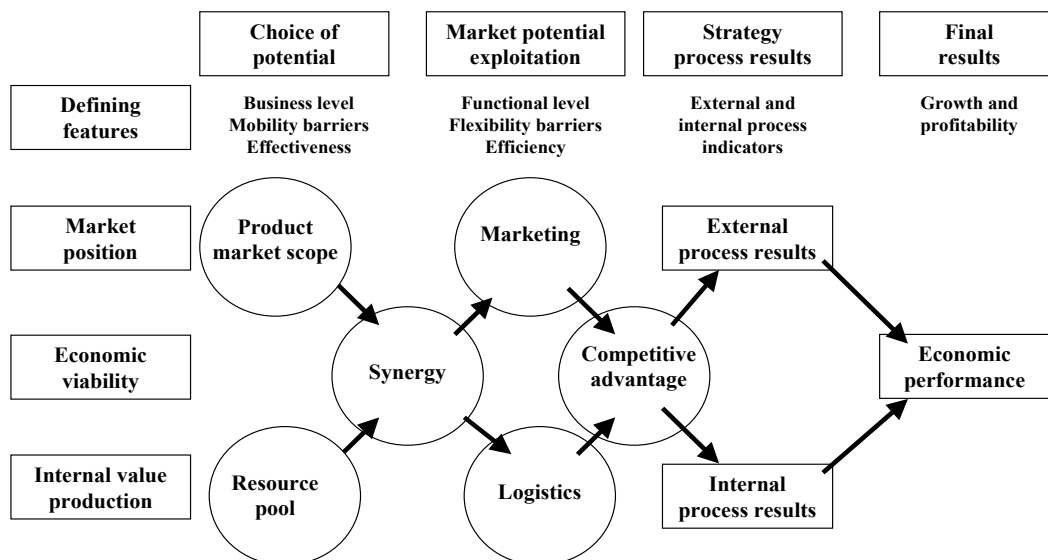 Choice of
potential
Market potential
exploitation
Strategy
process results
Final
results
Defining
features
Business level
Mobility barriers
Effectiveness
Functional level
Flexibility barriers
Efficiency
External and
internal process
indicators
Growth and
profitability
Market
position
Product
market scope
Marketing
External
process results
Economic
viability
Synergy
Competitive
advantage
Economic
performance
Internal value
production
Resource
pool
Logistics
Internal
process results